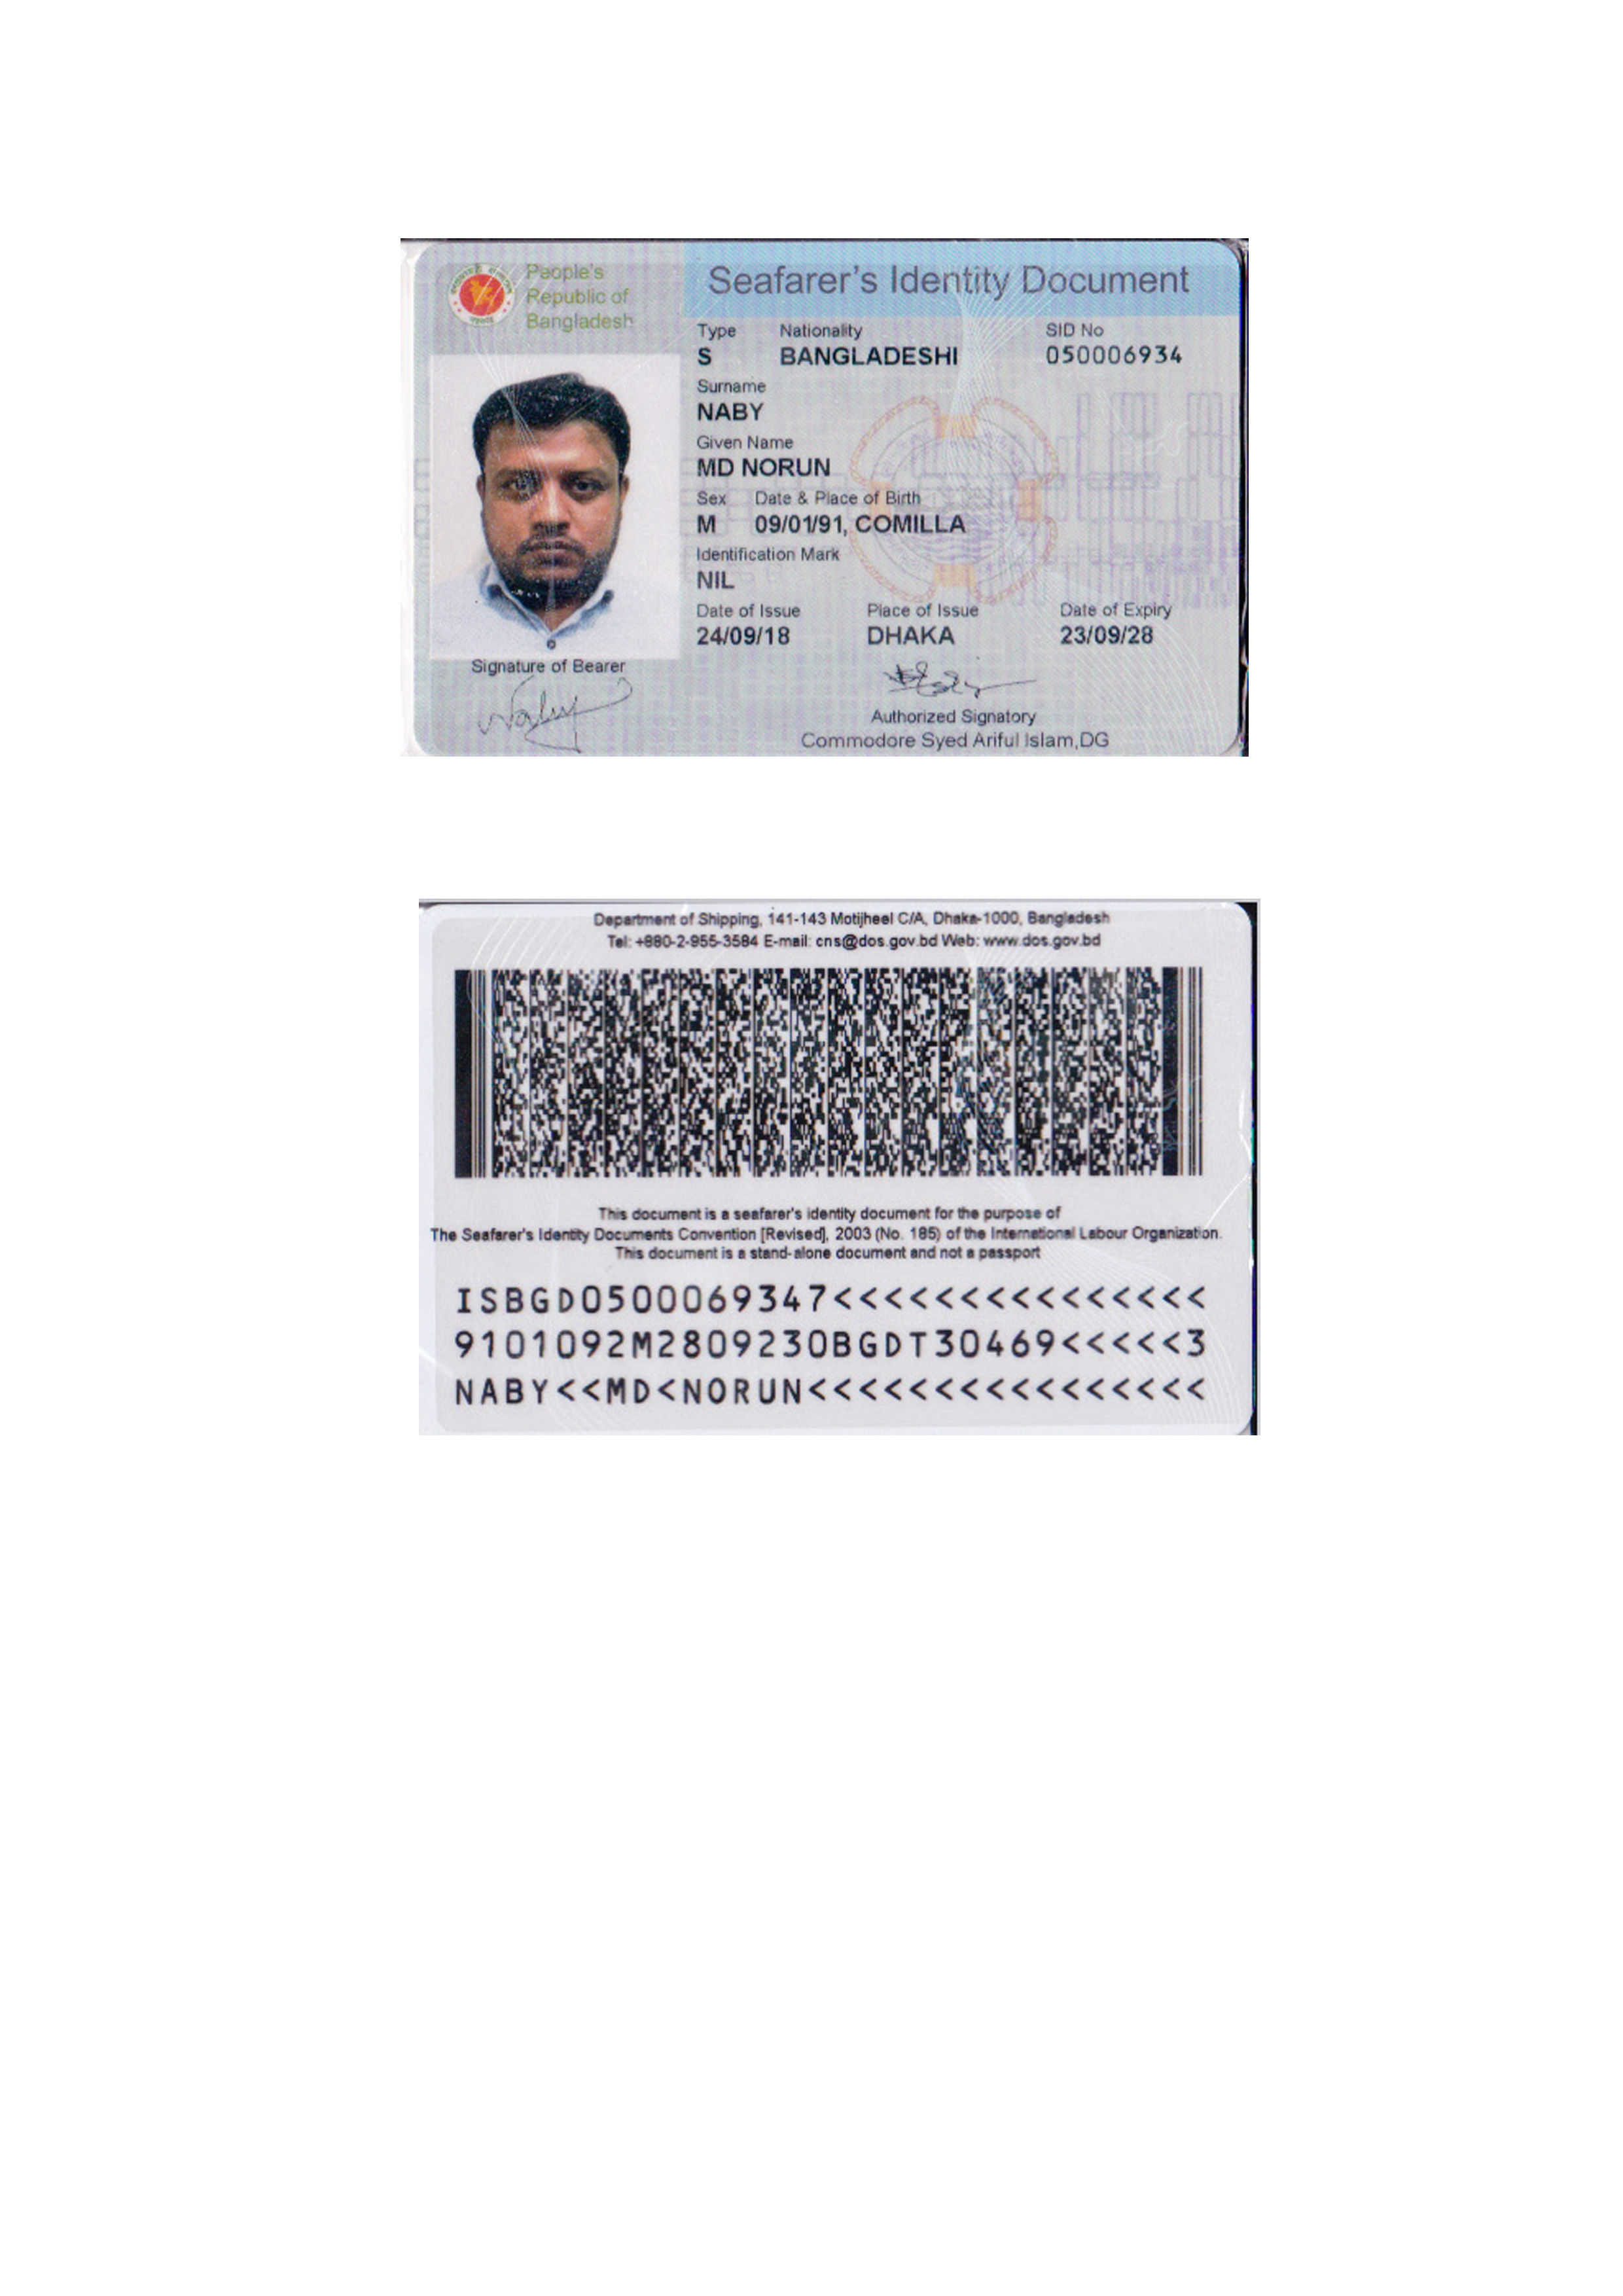 People's
Republic of
Bangladesh
Seafarer's Identity Document
Type Nationality SID No
S BANGLADESHI 050006934
Surname
NABY
Given Name
MD NORUN
Sex Date & Place of Birth
M 09/01/91, COMILLA
Identification Mark
NIL
Date of Issue Place of Issue Date of Expiry
24/09/18 DHAKA 23/09/28
Signature of Bearer
Naby
Authorized Signatory
Commodore Syed Ariful Islam,DG
Department of Shipping, 141-143 Motijheel C/A, Dhaka-1000, Bangladesh
Tel: +880-2-955-3584 E-mail: cns@dos.gov.bd Web: www.dos.gov.bd
This document is a seafarer's identity document for the purpose of
The Seafarer's Identity Documents Convention [Revised], 2003 (No. 185) of the International Labour Organization.
This document is a stand-alone document and not a passport
ISBGD0500069347<<<<<<<<<<<<<<<
9101092M2809230BGDT30469<<<<<3
NABY<<MD<NORUN<<<<<<<<<<<<<<<<